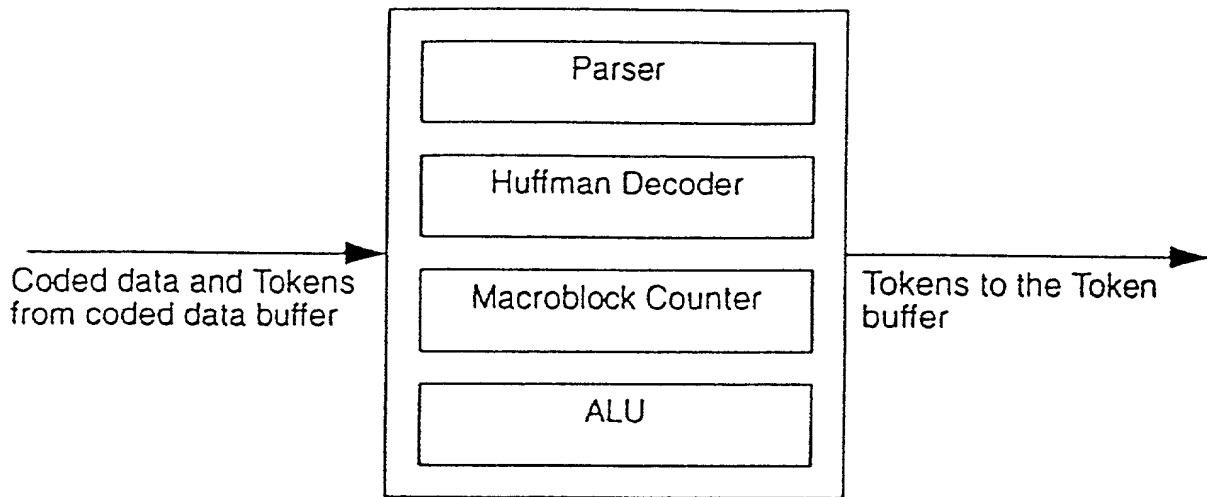 Parser
Huffman Decoder
Macroblock Counter
ALU
Coded data and Tokens
from coded data buffer
Tokens to the Token
buffer